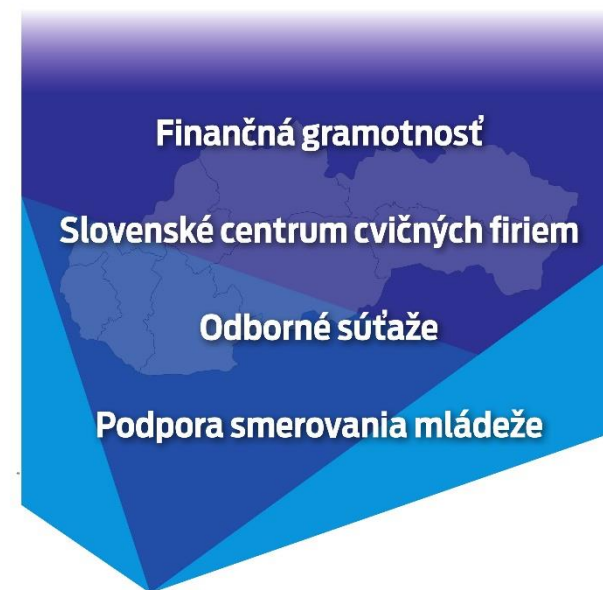 Finančná gramotnosť
Slovenské centrum cvičných firiem
Odborné súťaže
Podpora smerovania mládeže